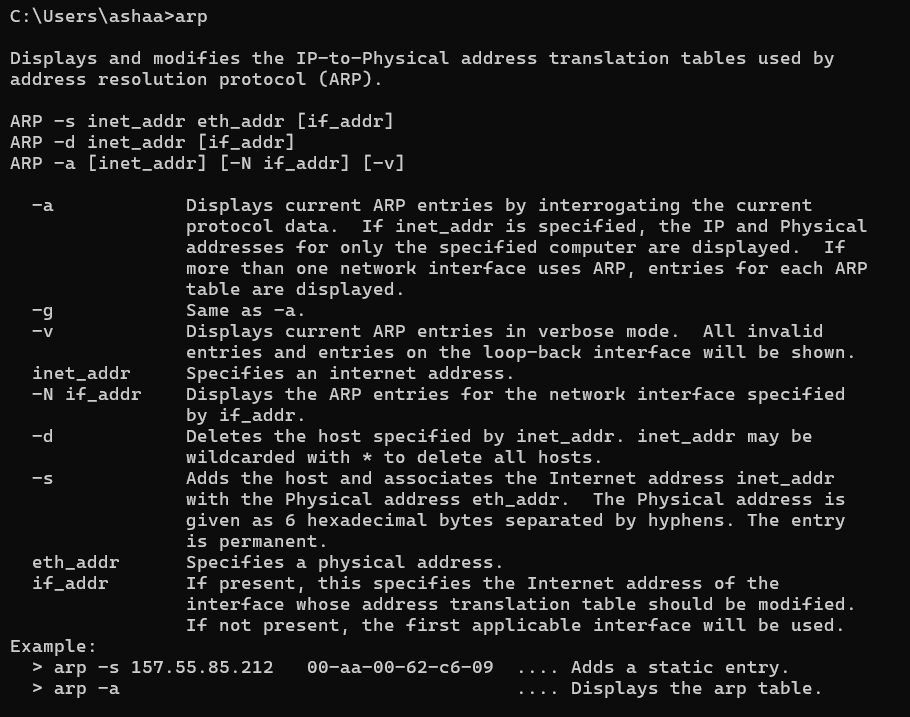 C:\Users\ashaa>arp
Displays and modifies the IP-to-Physical address translation tables used by
address resolution protocol (ARP).
ARP -s inet_addr eth_addr [if_addr]
ARP -d inet_addr [if_addr]
ARP -a [inet_addr] [-N if_addr] [-v]
-a Displays current ARP entries by interrogating the current
protocol data.  If inet_addr is specified, the IP and Physical
addresses for only the specified computer are displayed.  If
more than one network interface uses ARP, entries for each ARP
table are displayed.
-g Same as -a.
-v Displays current ARP entries in verbose mode.  All invalid
entries and entries on the loop-back interface will be shown.
inet_addr Specifies an internet address.
-N if_addr Displays the ARP entries for the network interface specified
by if_addr.
-d Deletes the host specified by inet_addr. inet_addr may be
wildcarded with * to delete all hosts.
-s Adds the host and associates the Internet address inet_addr
with the Physical address eth_addr.  The Physical address is
given as 6 hexadecimal bytes separated by hyphens. The entry
is permanent.
eth_addr Specifies a physical address.
if_addr If present, this specifies the Internet address of the
interface whose address translation table should be modified.
If not present, the first applicable interface will be used.
Example:
> arp -s 157.55.85.212   00-aa-00-62-c6-09  .... Adds a static entry.
> arp -a                                    .... Displays the arp table.